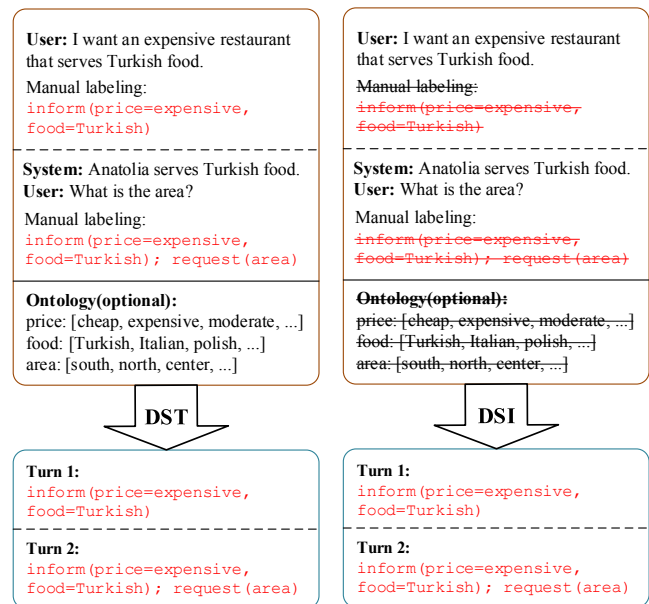 User: I want an expensive restaurant
that serves Turkish food.
Manual labeling:
inform(price=expensive,
food=Turkish)
System: Anatolia serves Turkish food.
User: What is the area?
Manual labeling:
inform(price=expensive,
food=Turkish); request(area)
Ontology(optional):
price: [cheap, expensive, moderate, ...]
food: [Turkish, Italian, polish, ...]
area: [south, north, center, ...]
DST
Turn 1:
inform(price=expensive,
food=Turkish)
Turn 2:
inform(price=expensive,
food=Turkish); request(area)
User: I want an expensive restaurant
that serves Turkish food.
Manual labeling:
inform(price=expensive,
food=Turkish)
System: Anatolia serves Turkish food.
User: What is the area?
Manual labeling:
inform(price=expensive,
food=Turkish); request(area)
Ontology(optional):
price: [cheap, expensive, moderate, ...]
food: [Turkish, Italian, polish, ...]
area: [south, north, center, ...]
DSI
Turn 1:
inform(price=expensive,
food=Turkish)
Turn 2:
inform(price=expensive,
food=Turkish); request(area)